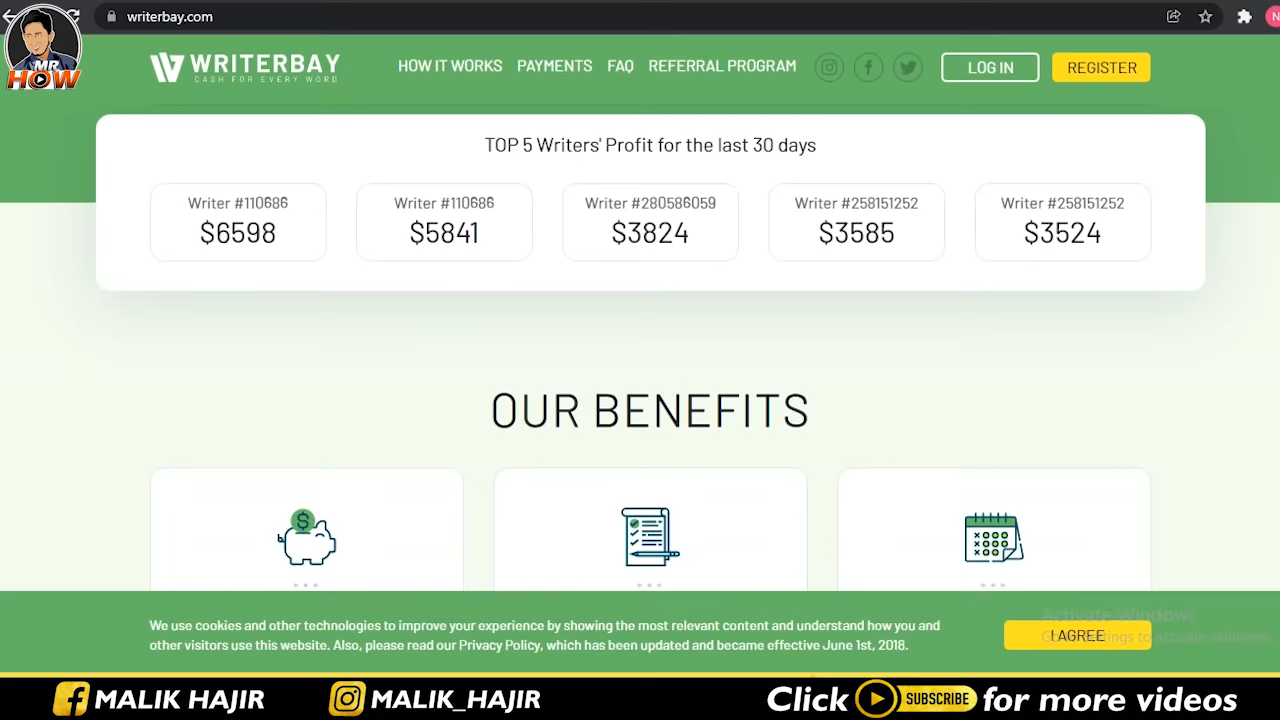 writerbay.com
N
MR
HOW
WRITERBAY
CASH FOR EVERY WORD
HOW IT WORKS PAYMENTS FAQ REFERRAL PROGRAM LOG IN REGISTER
TOP 5 Writers' Profit for the last 30 days
Writer #110686 Writer #110686 Writer #280586059 Writer #258151252 Writer #258151252
$6598 $5841 $3824 $3585 $3524
OUR BENEFITS
We use cookies and other technologies to improve your experience by showing the most relevant content and understand how you and
other visitors use this website. Also, please read our Privacy Policy, which has been updated and became effective June 1st, 2018.
I AGREE
Activate Windows
MALIK HAJIR MALIK_HAJIR Click SUBSCRIBE for more videos